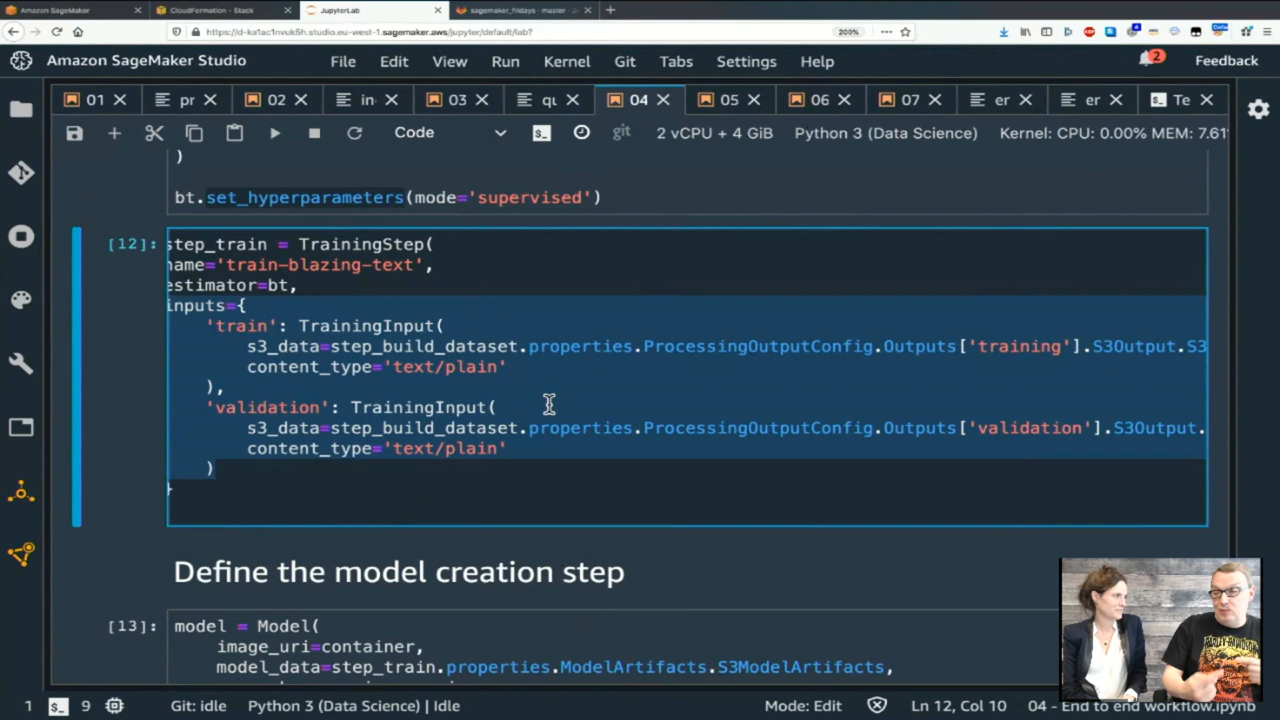 Amazon SageMaker
CloudFormation - Stack
JupyterLab
sagemaker_fridays · master · Ju
https://d-ka1ac1nvuk5h.studio.eu-west-1.sagemaker.aws/jupyter/default/lab?
200%
Amazon SageMaker Studio
File Edit View Run Kernel Git Tabs Settings Help
2
Feedback
01 pr 02 in 03 qu 04 05 06 07 er er Te
Code
git
2 vCPU + 4 GiB
Python 3 (Data Science)
Kernel: CPU: 0.00% MEM: 7.61
)
bt.set_hyperparameters(mode='supervised')
[12]:
step_train = TrainingStep(
name='train-blazing-text',
estimator=bt,
inputs={
'train': TrainingInput(
s3_data=step_build_dataset.properties.ProcessingOutputConfig.Outputs['training'].S3Output.S3
content_type='text/plain'
),
'validation': TrainingInput(
s3_data=step_build_dataset.properties.ProcessingOutputConfig.Outputs['validation'].S3Output.
content_type='text/plain'
)
}
Define the model creation step
[13]:
model = Model(
image_uri=container,
model_data=step_train.properties.ModelArtifacts.S3ModelArtifacts,
1
9
Git: idle
Python 3 (Data Science) | Idle
Mode: Edit
Ln 12, Col 10
04 - End to end workflow.ipynb